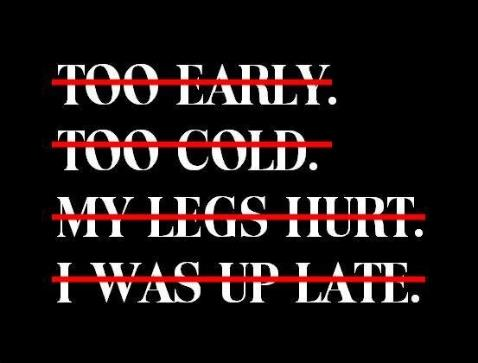 TOO EARLY.
TOO COLD.
MY LEGS HURT.
I WAS UP LATE.